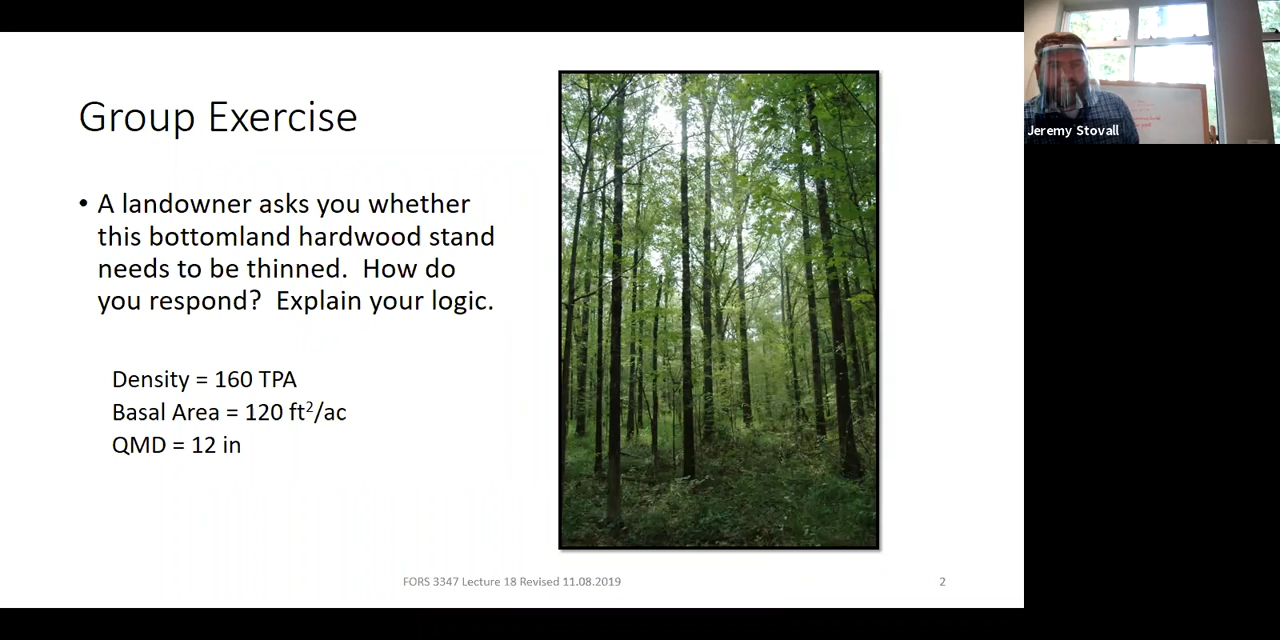 Group Exercise
• A landowner asks you whether
this bottomland hardwood stand
needs to be thinned. How do
you respond? Explain your logic.
Density = 160 TPA
Basal Area = 120 ft²/ac
QMD = 12 in
FORS 3347 Lecture 18 Revised 11.08.2019
2
Jeremy Stovall